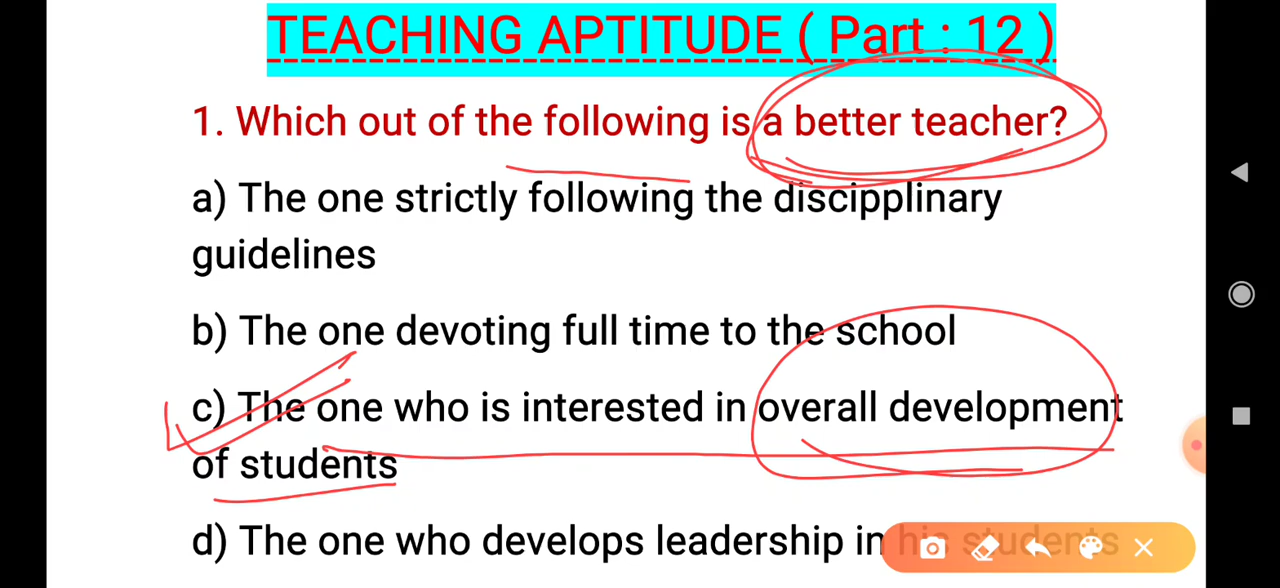 TEACHING APTITUDE ( Part : 12 )
1. Which out of the following is a better teacher?
a) The one strictly following the discipplinary
guidelines
b) The one devoting full time to the school
c) The one who is interested in overall development
of students
d) The one who develops leadership in his students